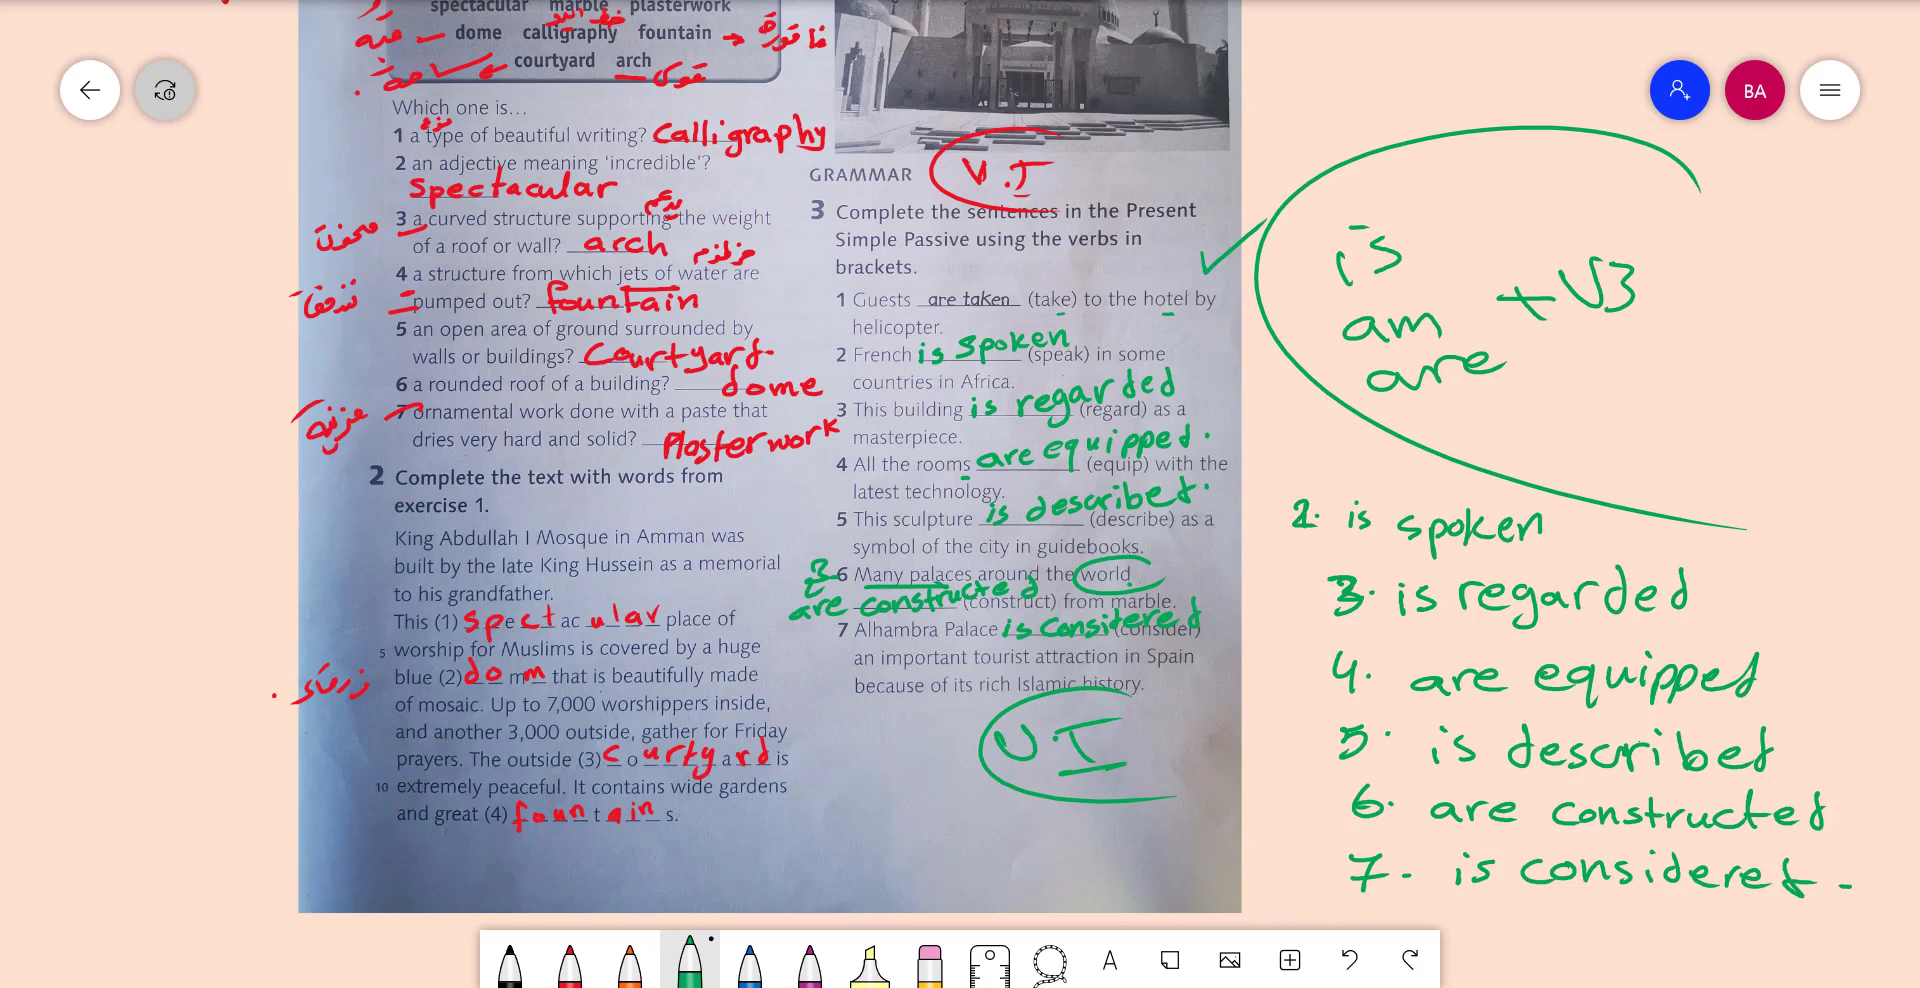 spectacular marble plasterwork
dome calligraphy fountain
courtyard arch
Which one is...
1 a type of beautiful writing? Calligraphy
2 an adjective meaning ‘incredible’?
spectacular
3 a curved structure supporting the weight
of a roof or wall? arch
4 a structure from which jets of water are
pumped out? fountain
5 an open area of ground surrounded by
walls or buildings? Courtyard
6 a rounded roof of a building? dome
7 ornamental work done with a paste that
dries very hard and solid? Plasterwork
2 Complete the text with words from
exercise 1.
King Abdullah I Mosque in Amman was
built by the late King Hussein as a memorial
to his grandfather.
This (1) spectacular place of
5 worship for Muslims is covered by a huge
blue (2) do m m that is beautifully made
of mosaic. Up to 7,000 worshippers inside,
and another 3,000 outside, gather for Friday
prayers. The outside (3) courtyard is
10 extremely peaceful. It contains wide gardens
and great (4) fountain s.
زرقاء
GRAMMAR V.I
3 Complete the sentences in the Present
Simple Passive using the verbs in
brackets.
1 Guests are taken (take) to the hotel by
helicopter.
2 French is spoken (speak) in some
countries in Africa.
3 This building is regarded (regard) as a
masterpiece.
4 All the rooms are equipped. (equip) with the
latest technology.
5 This sculpture is described. (describe) as a
symbol of the city in guidebooks.
6 Many palaces around the world
are constructed (construct) from marble.
7 Alhambra Palace is considered (consider)
an important tourist attraction in Spain
because of its rich Islamic history.
V.I
BA
is
am + V3
are
2. is spoken
3. is regarded
4. are equipped
5. is described
6. are constructed
7. is considered.
A